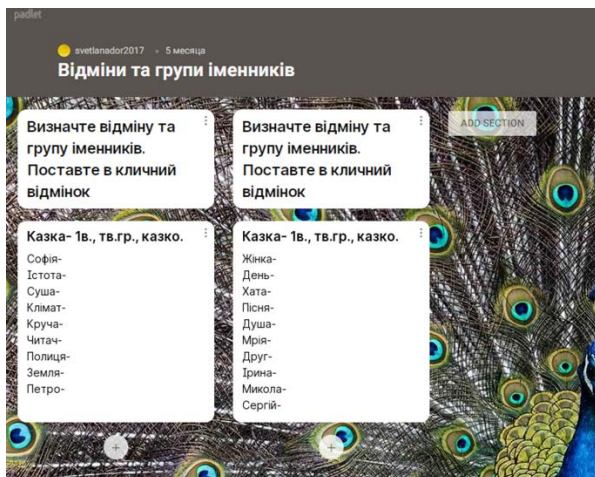 padlet
svetlanador2017 • 5 месяца
Відміни та групи іменників
Визначте відміну та
групу іменників.
Поставте в кличний
відмінок
Казка- 1в., тв.гр., казко.
Софія-
Істота-
Суша-
Клімат-
Круча-
Читач-
Полиця-
Земля-
Петро-
Визначте відміну та
групу іменників.
Поставте в кличний
відмінок
Казка- 1в., тв.гр., казко.
Жінка-
День-
Хата-
Пісня-
Душа-
Мрія-
Друг-
Ірина-
Микола-
Сергій-
ADD SECTION